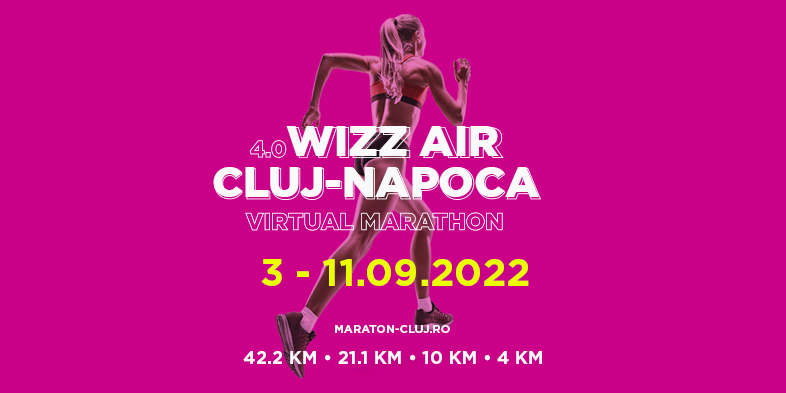 4.0 WIZZ AIR
CLUJ-NAPOCA
VIRTUAL MARATHON
3 - 11.09.2022
MARATON-CLUJ.RO
42.2 KM • 21.1 KM • 10 KM • 4 KM